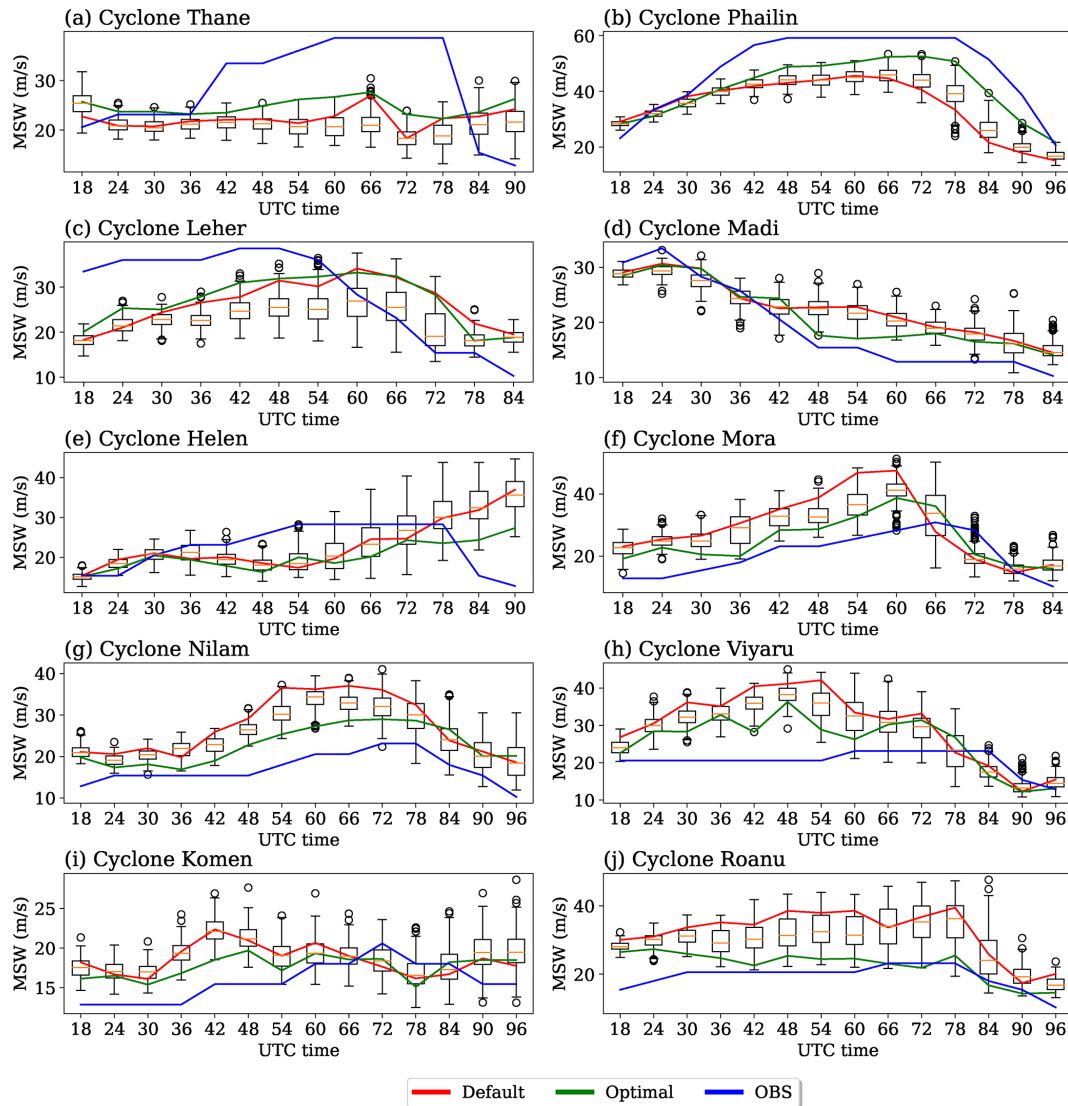 (a) Cyclone Thane
MSW (m/s)
30
20
18 24 30 36 42 48 54 60 66 72 78 84 90
UTC time
(b) Cyclone Phailin
MSW (m/s)
60
40
20
18 24 30 36 42 48 54 60 66 72 78 84 90 96
UTC time
(c) Cyclone Leher
MSW (m/s)
30
20
10
18 24 30 36 42 48 54 60 66 72 78 84
UTC time
(d) Cyclone Madi
MSW (m/s)
30
20
10
18 24 30 36 42 48 54 60 66 72 78 84
UTC time
(e) Cyclone Helen
MSW (m/s)
40
30
20
18 24 30 36 42 48 54 60 66 72 78 84 90
UTC time
(f) Cyclone Mora
MSW (m/s)
40
20
18 24 30 36 42 48 54 60 66 72 78 84
UTC time
(g) Cyclone Nilam
MSW (m/s)
40
30
20
10
18 24 30 36 42 48 54 60 66 72 78 84 90 96
UTC time
(h) Cyclone Viyaru
MSW (m/s)
40
30
20
10
18 24 30 36 42 48 54 60 66 72 78 84 90 96
UTC time
(i) Cyclone Komen
MSW (m/s)
25
20
15
18 24 30 36 42 48 54 60 66 72 78 84 90 96
UTC time
(j) Cyclone Roanu
MSW (m/s)
40
20
18 24 30 36 42 48 54 60 66 72 78 84 90 96
UTC time
Default Optimal OBS